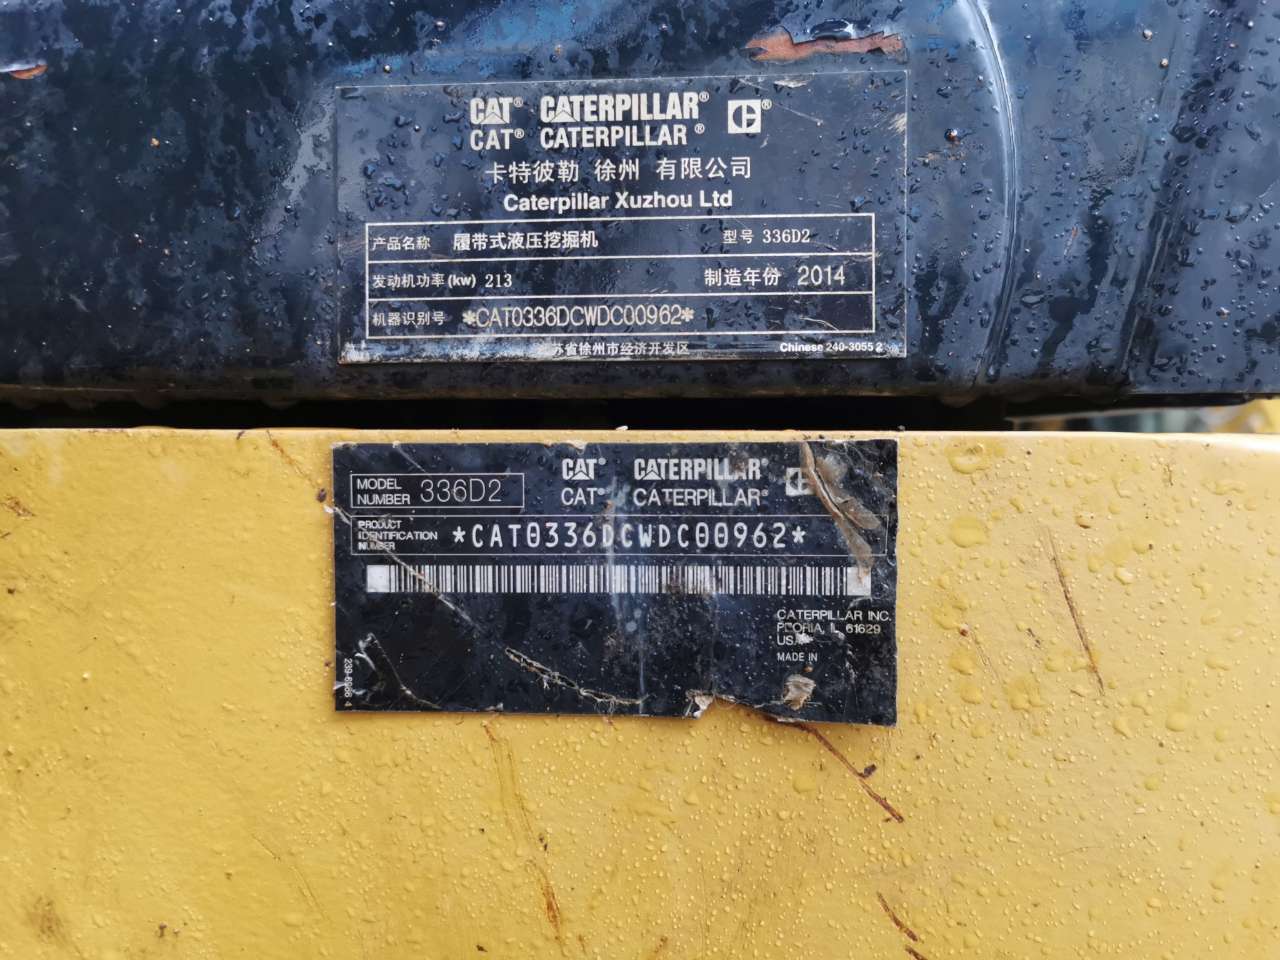 CAT® CATERPILLAR® ®
CAT® CATERPILLAR®
卡特彼勒 徐州 有限公司
Caterpillar Xuzhou Ltd
产品名称 履带式液压挖掘机 型号 336D2
发动机功率(kw) 213 制造年份 2014
机器识别号 *CAT0336DCWDC00962*
苏省徐州市经济开发区 Chinese 240-3055 2
CAT® CATERPILLAR®
CAT® CATERPILLAR®
MODEL NUMBER 336D2
PRODUCT IDENTIFICATION NUMBER *CAT0336DCWDC00962*
CATERPILLAR INC.
PEORIA, IL 61629
USA
MADE IN